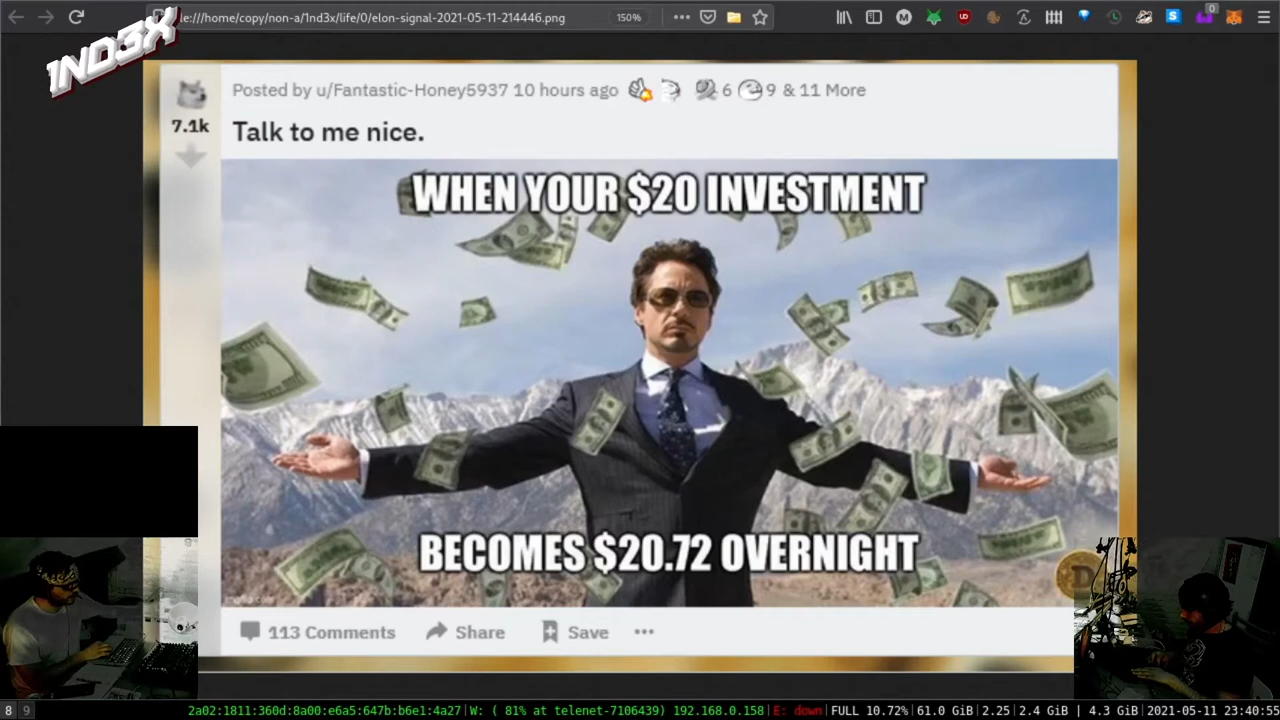 le:///home/copy/non-a/1nd3x/life/0/elon-signal-2021-05-11-214446.png
150%
0
1ND3X
Posted by u/Fantastic-Honey5937 10 hours ago 6 9 & 11 More
7.1k
Talk to me nice.
WHEN YOUR $20 INVESTMENT
BECOMES $20.72 OVERNIGHT
113 Comments Share Save
8 9 2a02:1811:360d:8a00:e6a5:647b:b6e1:4a27|W: ( 81% at telenet-7106439) 192.168.0.158|E: down|FULL 10.72%|61.0 GiB|2.25|2.4 GiB | 4.3 GiB|2021-05-11 23:40:55